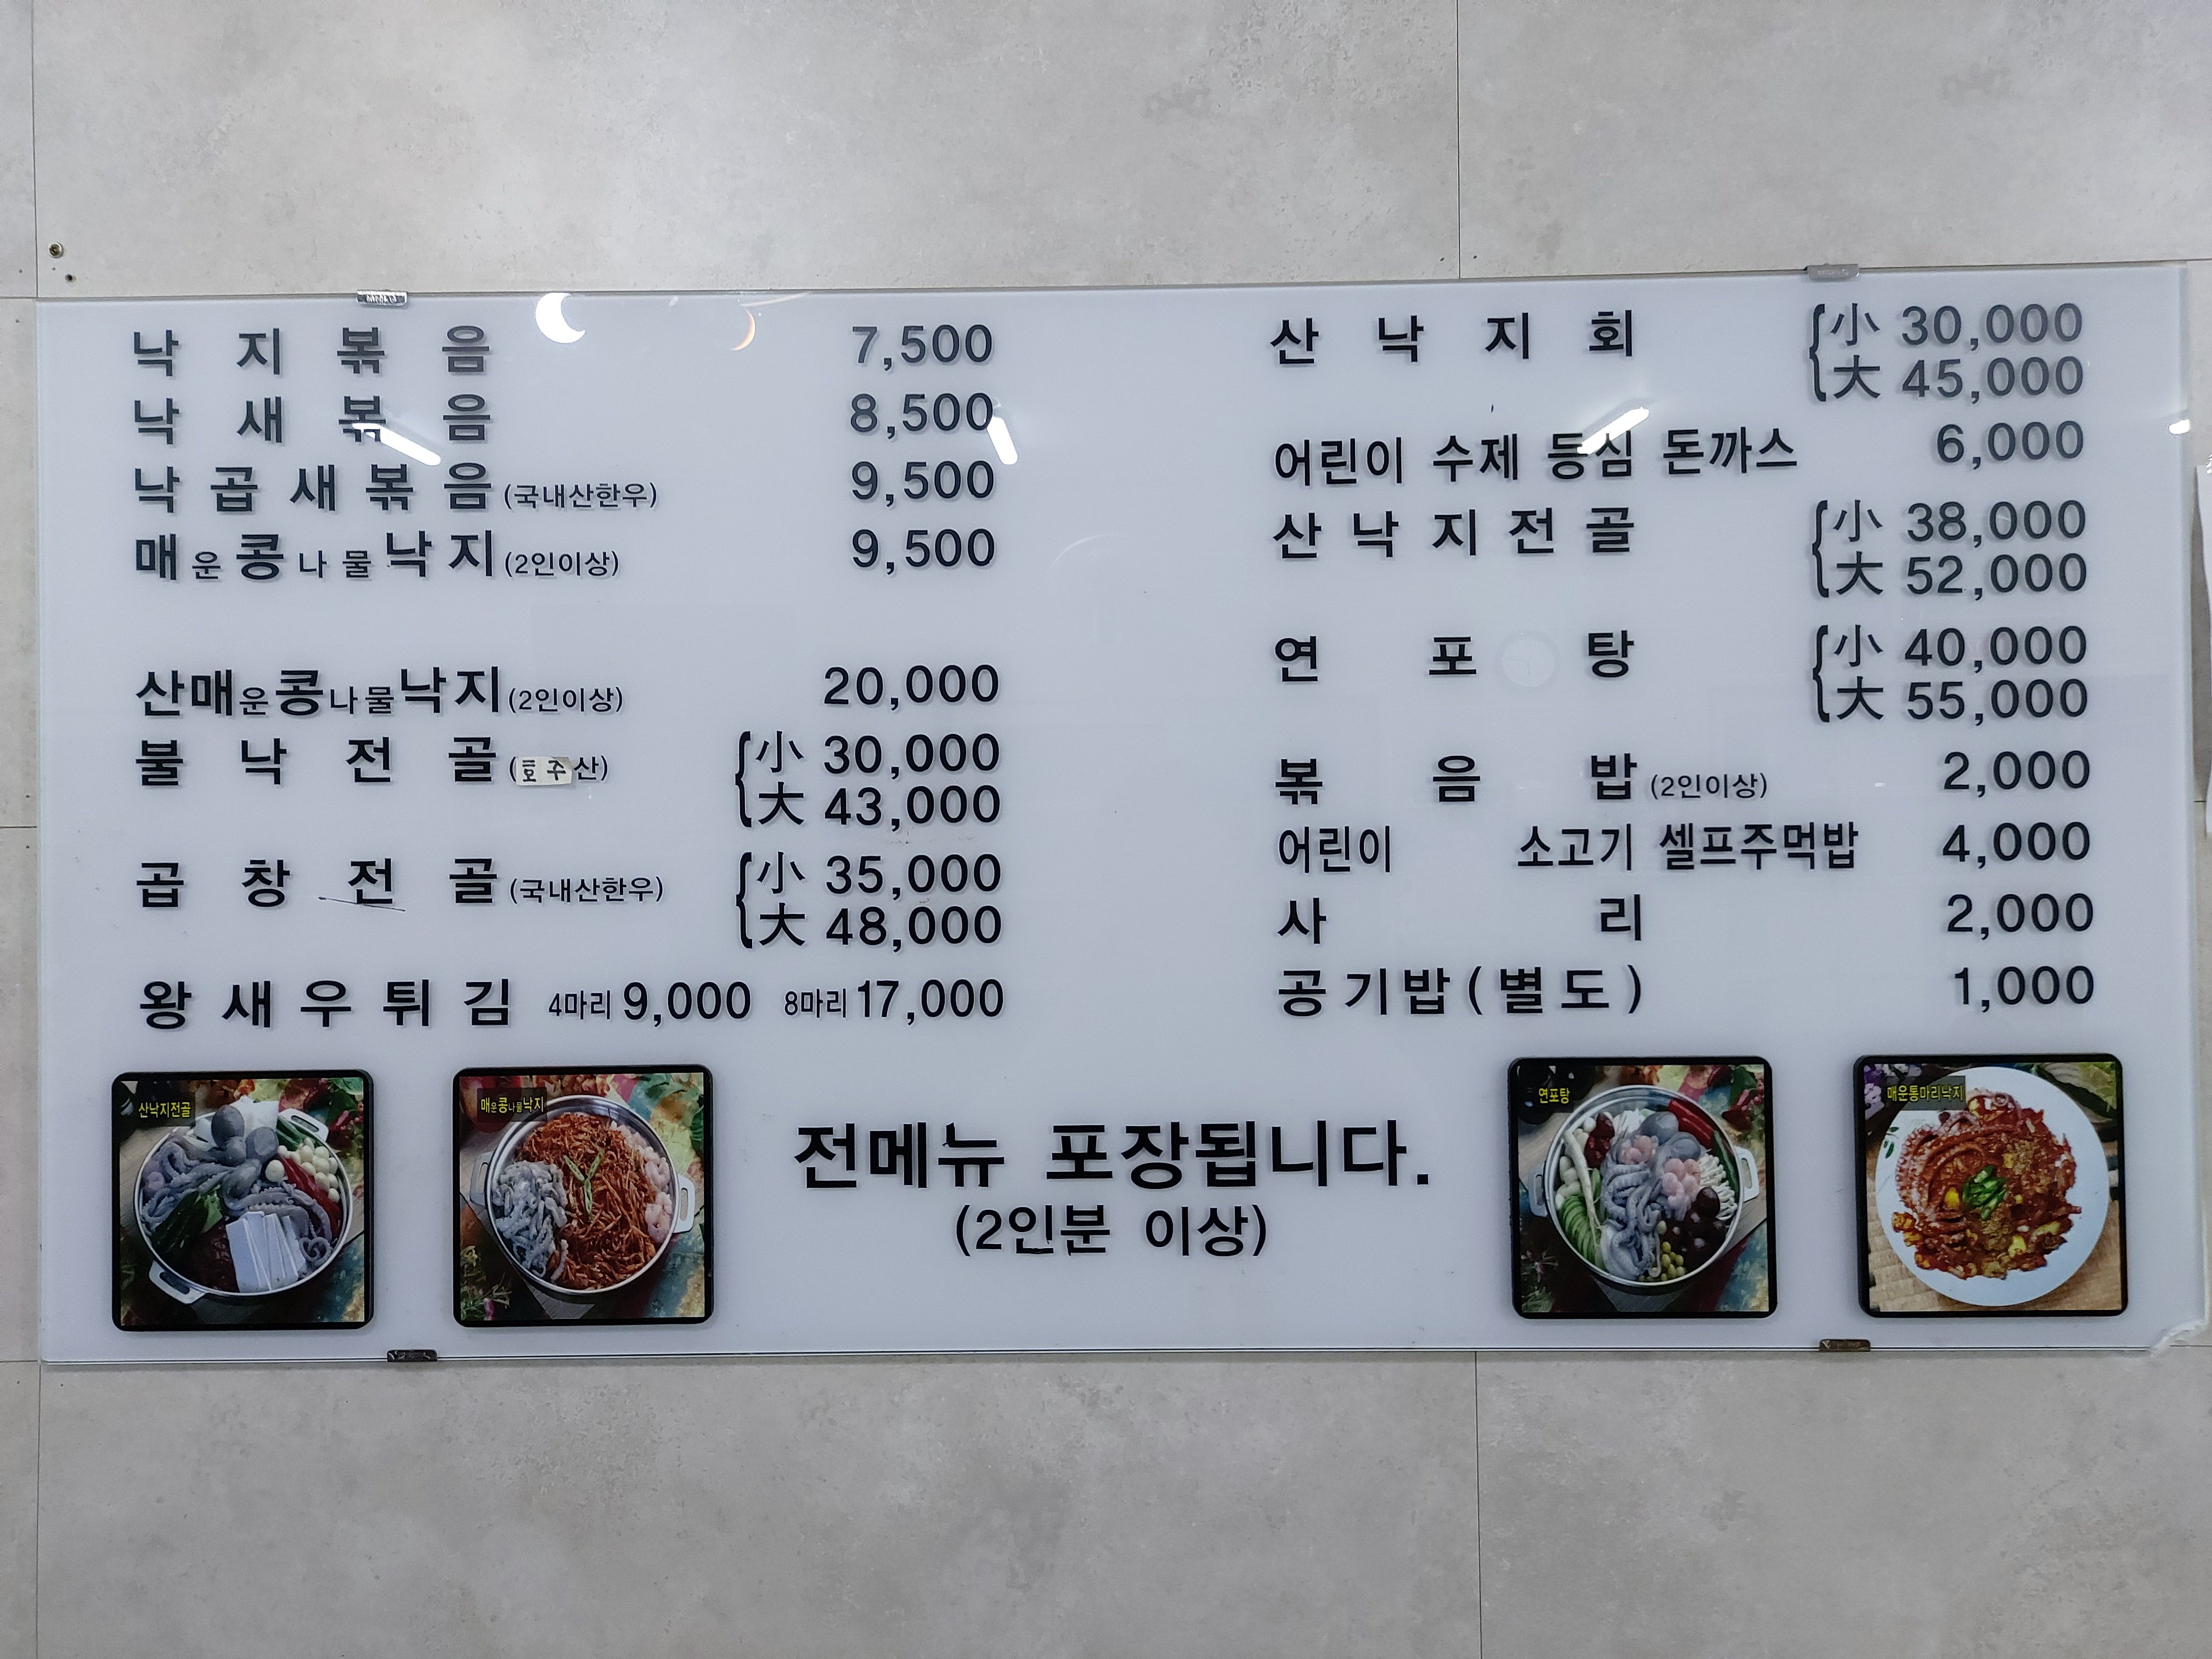 낙지볶음 7,500
낙새볶음 8,500
낙곱새볶음(국내산한우) 9,500
매운콩나물낙지(2인이상) 9,500
산매운콩나물낙지(2인이상) 20,000
불낙전골(호주산) 小 30,000
大 43,000
곱창전골(국내산한우) 小 35,000
大 48,000
왕새우튀김 4마리 9,000 8마리 17,000
산낙지회 小 30,000
大 45,000
어린이 수제 등심 돈까스 6,000
산낙지전골 小 38,000
大 52,000
연포탕 小 40,000
大 55,000
볶음밥(2인이상) 2,000
어린이 소고기 셀프주먹밥 4,000
사리 2,000
공기밥(별도) 1,000
산낙지전골
매운콩나물낙지
전메뉴 포장됩니다.
(2인분 이상)
연포탕
매운통마리낙지